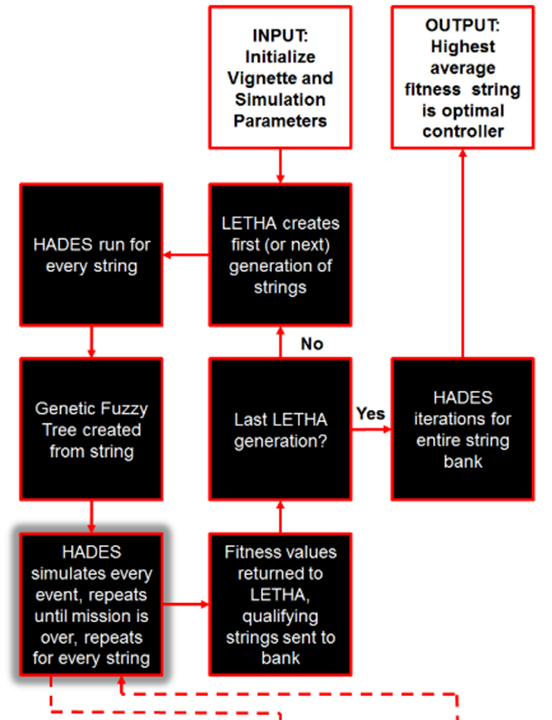 INPUT:
Initialize
Vignette and
Simulation
Parameters
OUTPUT:
Highest
average
fitness string
is optimal
controller
HADES run for
every string
LETHA creates
first (or next)
generation of
strings
No
Genetic Fuzzy
Tree created
from string
Last LETHA
generation?
Yes
HADES
iterations for
entire string
bank
HADES
simulates every
event, repeats
until mission is
over, repeats
for every string
Fitness values
returned to
LETHA,
qualifying
strings sent to
bank